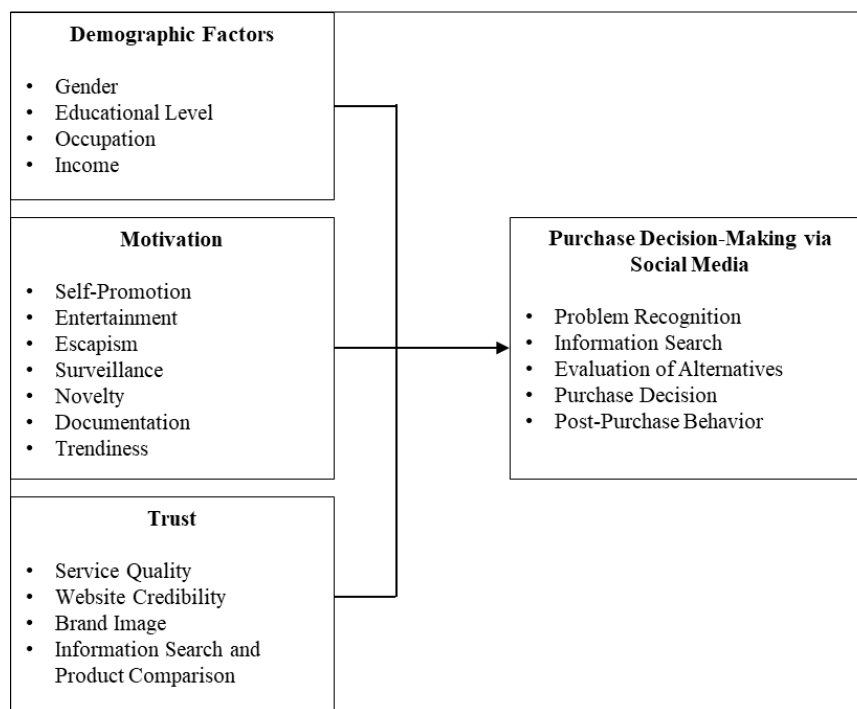 Demographic Factors
• Gender
• Educational Level
• Occupation
• Income
Motivation
• Self-Promotion
• Entertainment
• Escapism
• Surveillance
• Novelty
• Documentation
• Trendiness
Trust
• Service Quality
• Website Credibility
• Brand Image
• Information Search and
Product Comparison
Purchase Decision-Making via
Social Media
• Problem Recognition
• Information Search
• Evaluation of Alternatives
• Purchase Decision
• Post-Purchase Behavior